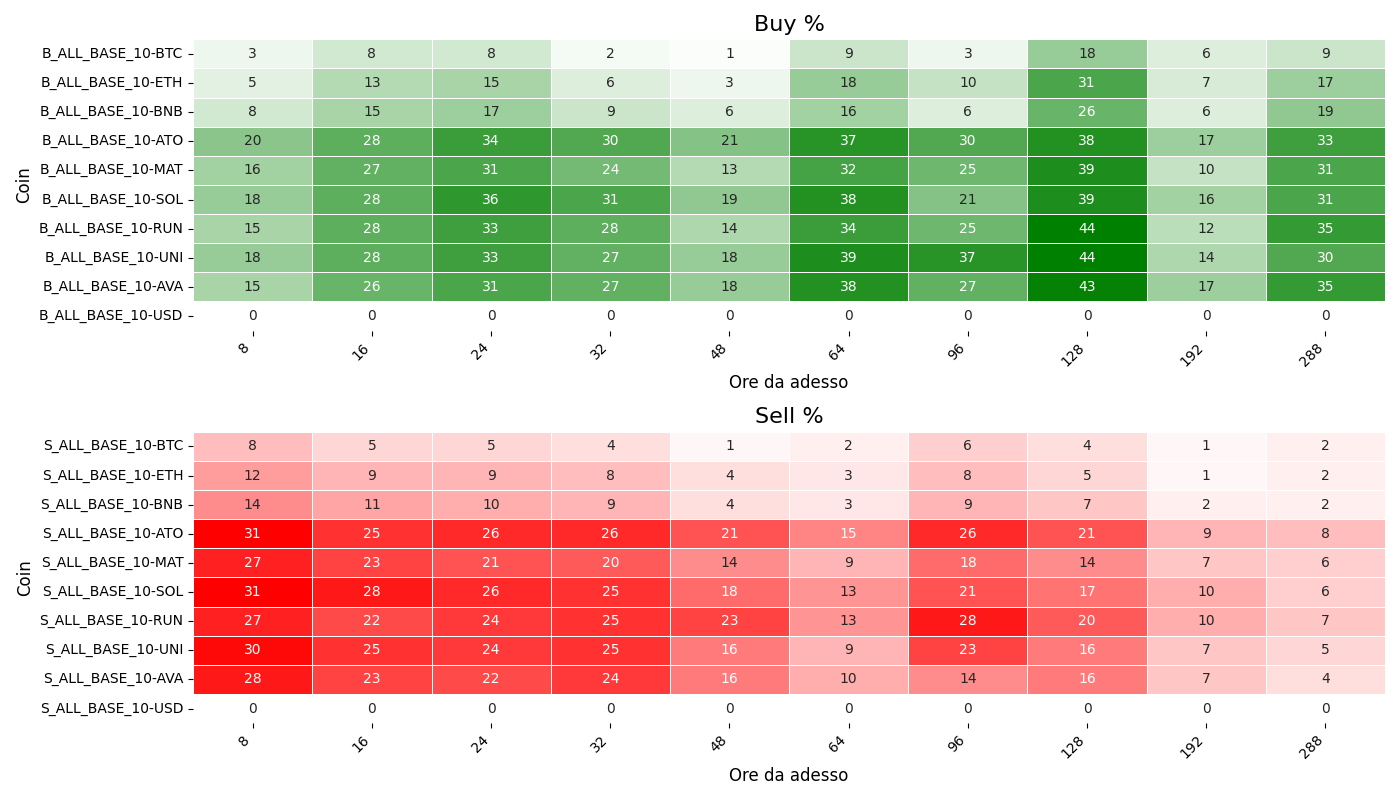 Buy %
Coin
B_ALL_BASE_10-BTC 3 8 8 2 1 9 3 18 6 9
B_ALL_BASE_10-ETH 5 13 15 6 3 18 10 31 7 17
B_ALL_BASE_10-BNB 8 15 17 9 6 16 6 26 6 19
B_ALL_BASE_10-ATO 20 28 34 30 21 37 30 38 17 33
B_ALL_BASE_10-MAT 16 27 31 24 13 32 25 39 10 31
B_ALL_BASE_10-SOL 18 28 36 31 19 38 21 39 16 31
B_ALL_BASE_10-RUN 15 28 33 28 14 34 25 44 12 35
B_ALL_BASE_10-UNI 18 28 33 27 18 39 37 44 14 30
B_ALL_BASE_10-AVA 15 26 31 27 18 38 27 43 17 35
B_ALL_BASE_10-USD 0 0 0 0 0 0 0 0 0 0
8 16 24 32 48 64 96 128 192 288
Ore da adesso
Sell %
Coin
S_ALL_BASE_10-BTC 8 5 5 4 1 2 6 4 1 2
S_ALL_BASE_10-ETH 12 9 9 8 4 3 8 5 1 2
S_ALL_BASE_10-BNB 14 11 10 9 4 3 9 7 2 2
S_ALL_BASE_10-ATO 31 25 26 26 21 15 26 21 9 8
S_ALL_BASE_10-MAT 27 23 21 20 14 9 18 14 7 6
S_ALL_BASE_10-SOL 31 28 26 25 18 13 21 17 10 6
S_ALL_BASE_10-RUN 27 22 24 25 23 13 28 20 10 7
S_ALL_BASE_10-UNI 30 25 24 25 16 9 23 16 7 5
S_ALL_BASE_10-AVA 28 23 22 24 16 10 14 16 7 4
S_ALL_BASE_10-USD 0 0 0 0 0 0 0 0 0 0
8 16 24 32 48 64 96 128 192 288
Ore da adesso